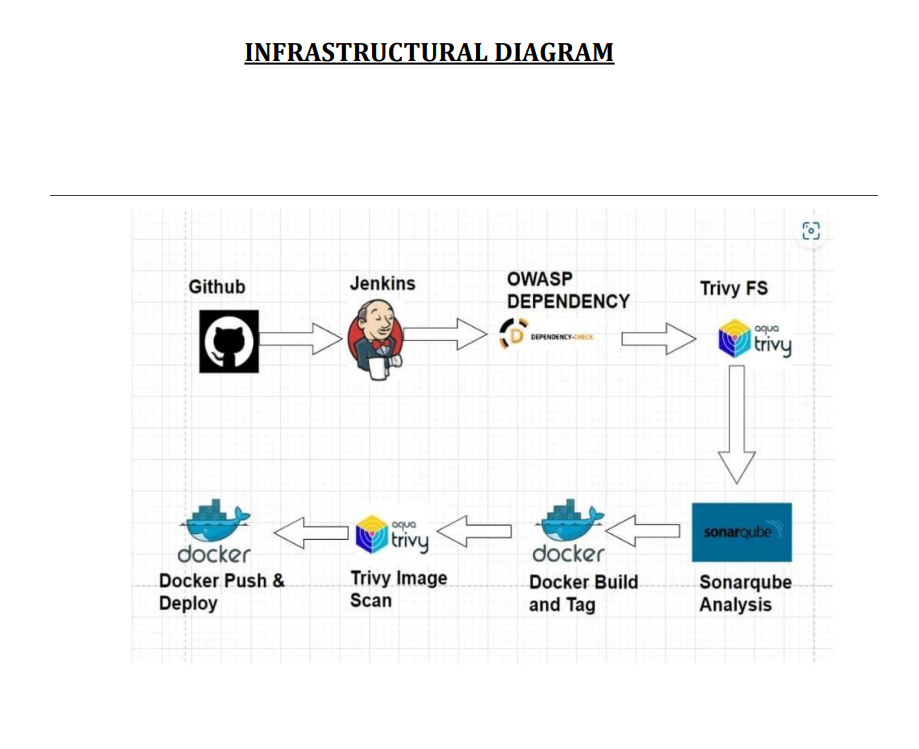 INFRASTRUCTURAL DIAGRAM
Github
Jenkins
OWASP
DEPENDENCY
Trivy FS
D
DEPENDENCY-CHECK
aqua
trivy
docker
aqua
trivy
docker
sonarqube
Docker Push &
Deploy
Trivy Image
Scan
Docker Build
and Tag
Sonarqube
Analysis